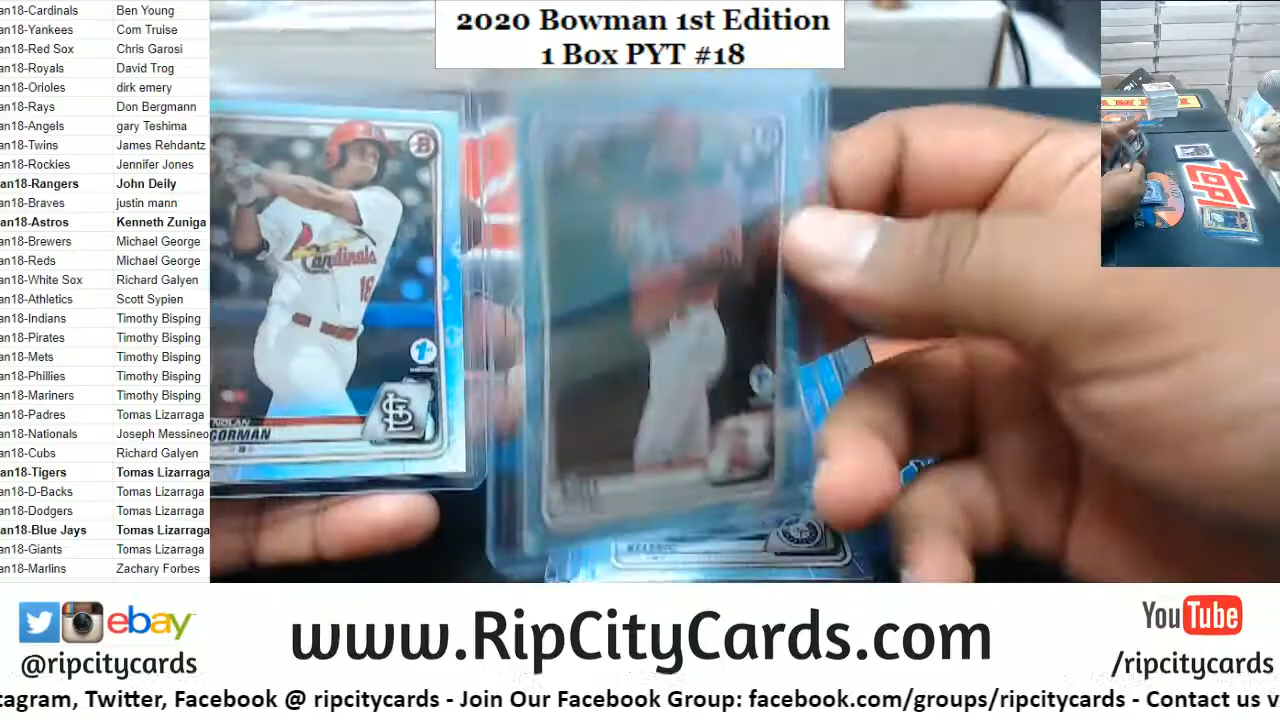 2020 Bowman 1st Edition
1 Box PYT #18
an18-Cardinals Ben Young
an18-Yankees Com Truise
an18-Red Sox Chris Garosi
an18-Royals David Trog
an18-Orioles dirk emery
an18-Rays Don Bergmann
an18-Angels gary Teshima
an18-Twins James Rehdantz
an18-Rockies Jennifer Jones
an18-Rangers John Deily
an18-Braves justin mann
an18-Astros Kenneth Zuniga
an18-Brewers Michael George
an18-Reds Michael George
an18-White Sox Richard Galyen
an18-Athletics Scott Sypien
an18-Indians Timothy Bisping
an18-Pirates Timothy Bisping
an18-Mets Timothy Bisping
an18-Phillies Timothy Bisping
an18-Mariners Timothy Bisping
an18-Padres Tomas Lizarraga
an18-Nationals Joseph Messineo
an18-Cubs Richard Galyen
an18-Tigers Tomas Lizarraga
an18-D-Backs Tomas Lizarraga
an18-Dodgers Tomas Lizarraga
an18-Blue Jays Tomas Lizarraga
an18-Giants Tomas Lizarraga
an18-Marlins Zachary Forbes
B
Cardinals
16
1st
NOLAN
GORMAN
STL
KELENIC
ebay
@ripcitycards
www.RipCityCards.com
YouTube
/ripcitycards
tagram, Twitter, Facebook @ ripcitycards - Join Our Facebook Group: facebook.com/groups/ripcitycards - Contact us v